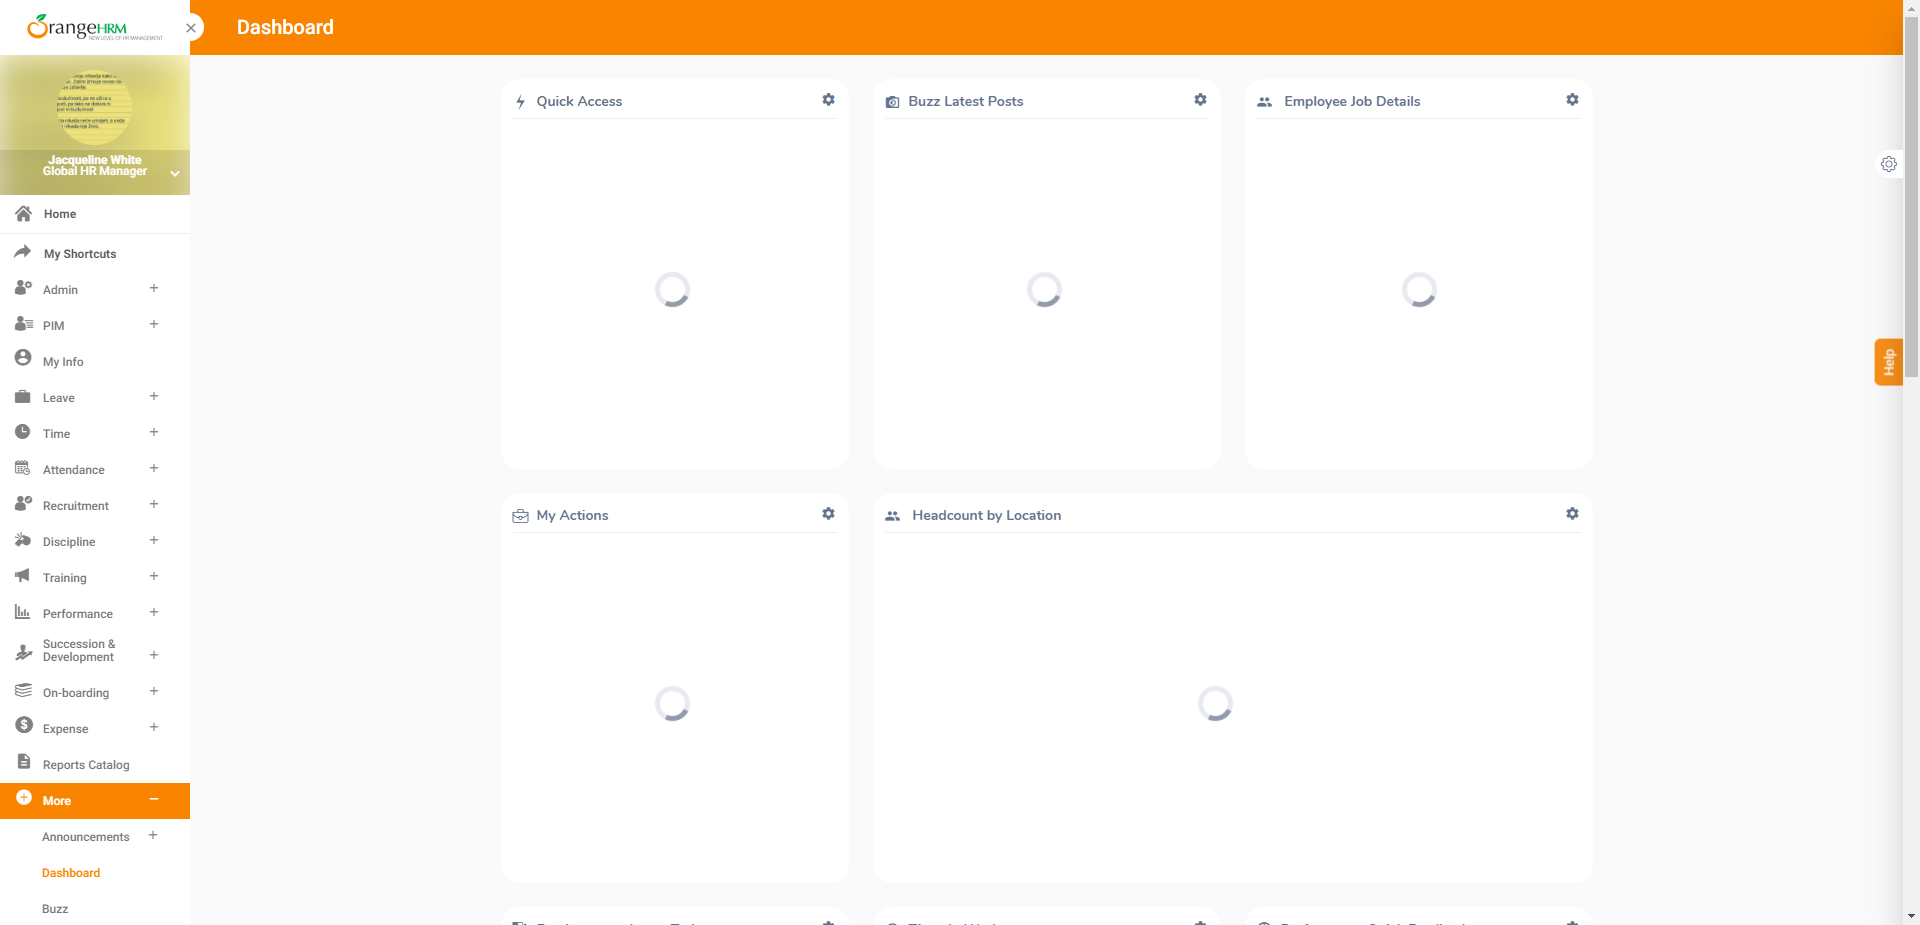 OrangeHRM
NEW LEVEL OF HR MANAGEMENT
Dashboard
Jacqueline White
Global HR Manager
Home
My Shortcuts
Admin
PIM
My Info
Leave
Time
Attendance
Recruitment
Discipline
Training
Performance
Succession &
Development
On-boarding
Expense
Reports Catalog
More
Announcements
Dashboard
Buzz
Quick Access
Buzz Latest Posts
Employee Job Details
My Actions
Headcount by Location
Help